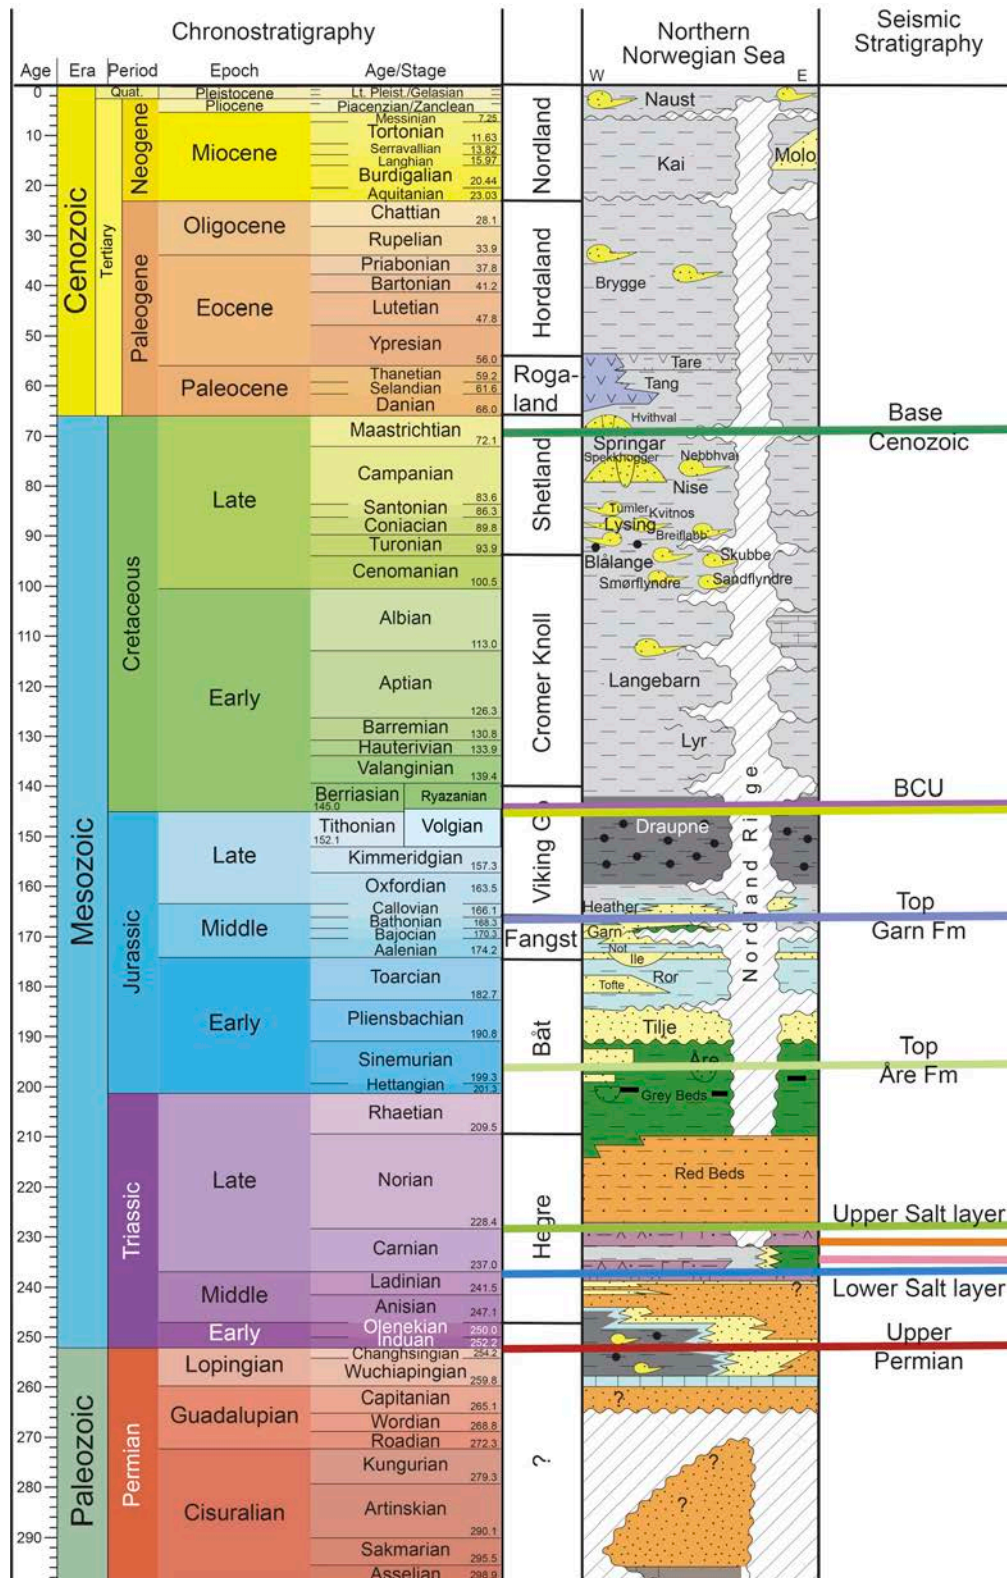 Chronostratigraphy
Northern
Norwegian Sea
Seismic
Stratigraphy
Age
Era
Period
Epoch
Age/Stage
W
E
0
10
20
30
40
50
60
70
80
90
100
110
120
130
140
150
160
170
180
190
200
210
220
230
240
250
260
270
280
290
Cenozoic
Mesozoic
Paleozoic
Tertiary
Quat.
Neogene
Paleogene
Cretaceous
Jurassic
Triassic
Permian
Pleistocene
Pliocene
Miocene
Oligocene
Eocene
Paleocene
Late
Early
Late
Middle
Early
Late
Middle
Early
Lopingian
Guadalupian
Cisuralian
Lt. Pleist./Gelasian
Piacenzian/Zanclean
Messinian 7.25
Tortonian 11.63
Serravallian 13.82
Langhian 15.97
Burdigalian 20.44
Aquitanian 23.03
Chattian 28.1
Rupelian 33.9
Priabonian 37.8
Bartonian 41.2
Lutetian 47.8
Ypresian 56.0
Thanetian 59.2
Selandian 61.6
Danian 66.0
Maastrichtian 72.1
Campanian 83.6
Santonian 86.3
Coniacian 89.8
Turonian 93.9
Cenomanian 100.5
Albian 113.0
Aptian 126.3
Barremian 130.8
Hauterivian 133.9
Valanginian 139.4
Berriasian 145.0
Ryazanian
Tithonian 152.1
Volgian
Kimmeridgian 157.3
Oxfordian 163.5
Callovian 166.1
Bathonian 168.3
Bajocian 170.3
Aalenian 174.2
Toarcian 182.7
Pliensbachian 190.8
Sinemurian 199.3
Hettangian 201.3
Rhaetian 209.5
Norian 228.4
Carnian 237.0
Ladinian 241.5
Anisian 247.1
Olenekian 250.0
Induan 252.2
Changhsingian 254.2
Wuchiapingian 259.8
Capitanian 265.1
Wordian 268.8
Roadian 272.3
Kungurian 279.3
Artinskian 290.1
Sakmarian 295.5
Asselian 298.9
Nordland
Hordaland
Roga-
land
Shetland
Cromer Knoll
Viking Gp
Fangst
Båt
Hegre
?
Naust
Kai
Molo
Brygge
Tare
Tang
Hvithval
Springar
Spekkhogger
Nebbhva
Nise
Tumler
Kvitnos
Lysing
Breiflabb
Blålange
Skubbe
Smørflyndre
Sandflyndre
Langebarn
Lyr
Nordland Ridge
Draupne
Heather
Garn
Not
Ile
Ror
Tofte
Tilje
Åre
Grey Beds
Red Beds
?
?
?
?
Base
Cenozoic
BCU
Top
Garn Fm
Top
Åre Fm
Upper Salt layer
Lower Salt layer
Upper
Permian